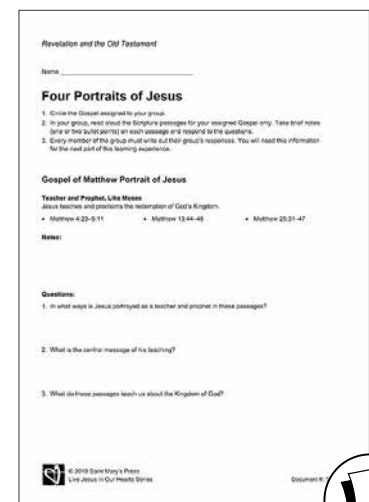 Revelation and the Old Testament
Name
Four Portraits of Jesus
1. Circle the Gospel assigned to your group.
2. In your group, read aloud the Scripture passages for your assigned Gospel only. Take brief notes
(one or two bullet points) on each passage and respond to the questions.
3. Every member of the group must write out their group's responses. You will need this information
for the next part of this learning experience.
Gospel of Matthew Portrait of Jesus
Teacher and Prophet, Like Moses
Jesus teaches and proclaims the redemption of God's Kingdom.
• Matthew 4:23–5:11 • Matthew 13:44–46 • Matthew 25:31–47
Notes:
Questions:
1. In what ways is Jesus portrayed as a teacher and prophet in these passages?
2. What is the central message of his teaching?
3. What do these passages teach us about the Kingdom of God?
© 2019 Saint Mary's Press
Live Jesus in Our Hearts Series
Document #: